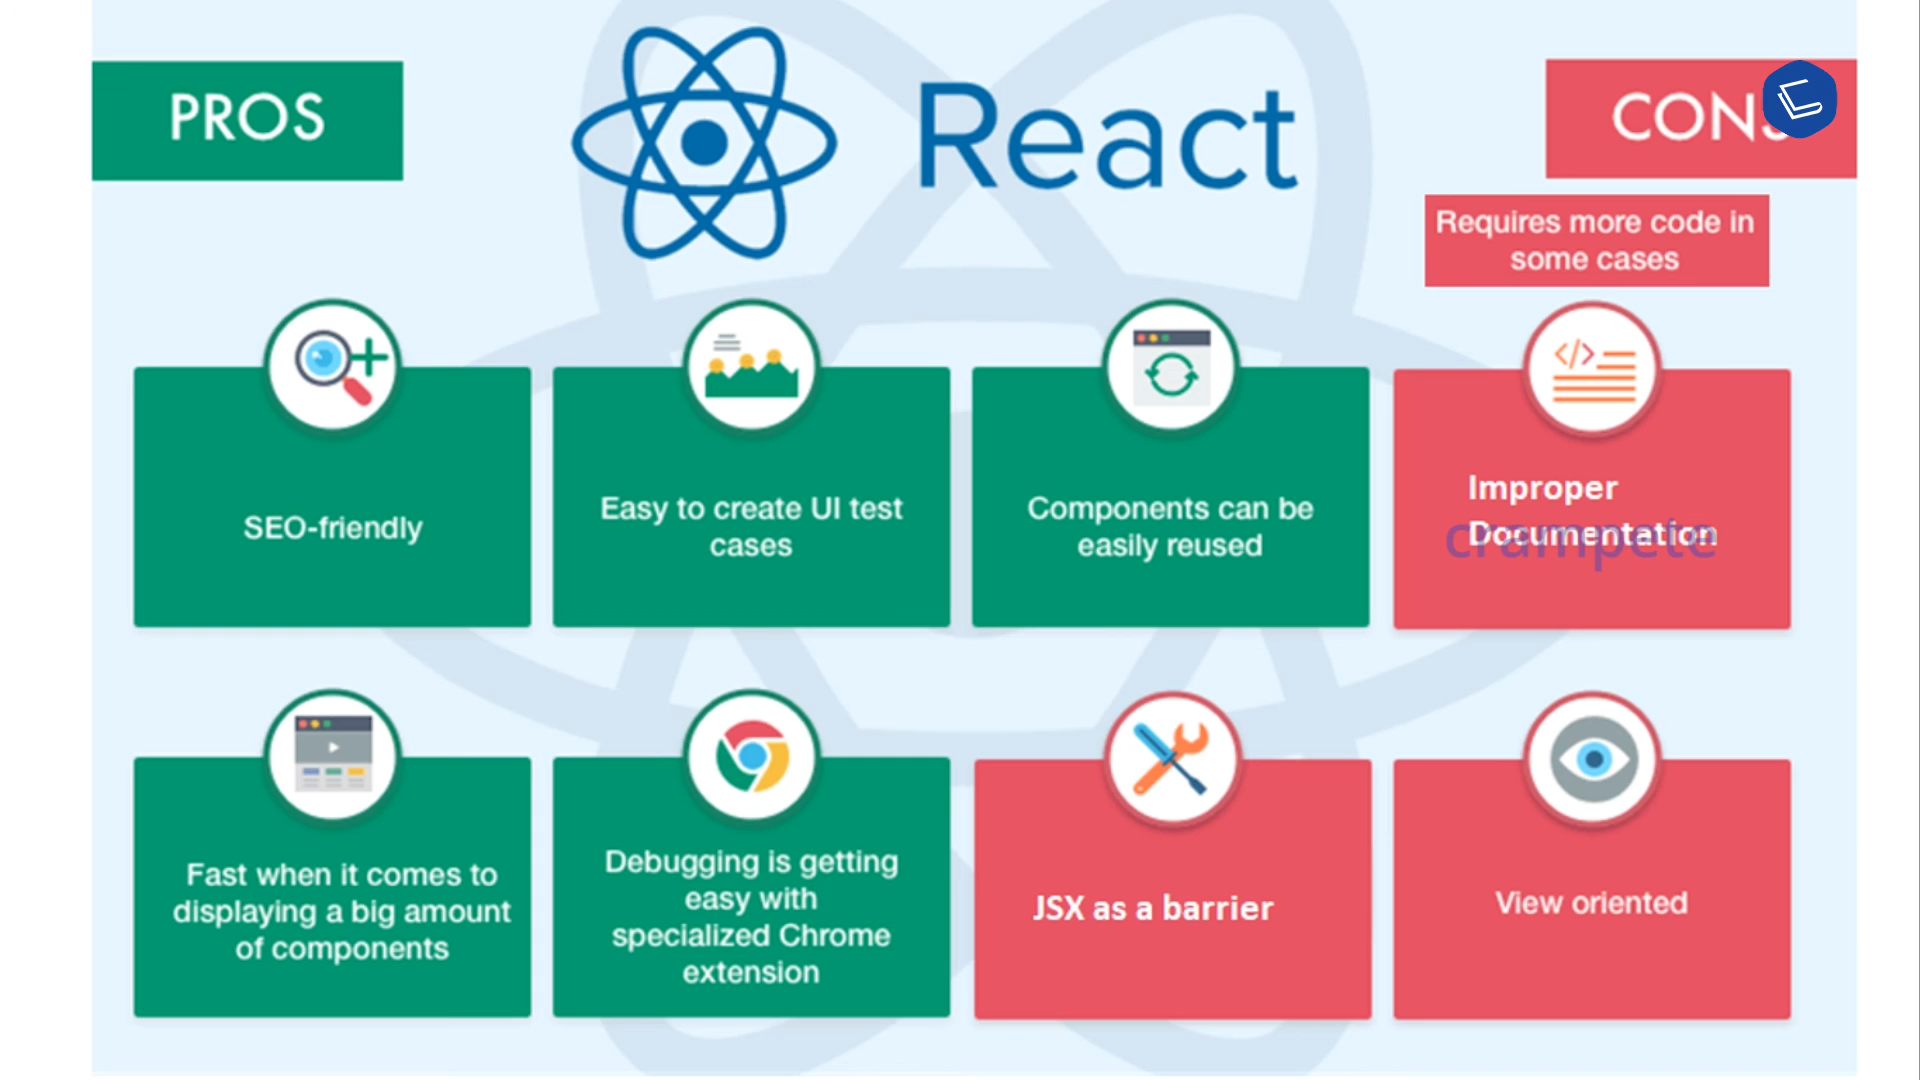 PROS
React
CONS
Requires more code in
some cases
SEO-friendly
Easy to create UI test
cases
Components can be
easily reused
Improper
Documentation
crampete
Fast when it comes to
displaying a big amount
of components
Debugging is getting
easy with
specialized Chrome
extension
JSX as a barrier
View oriented